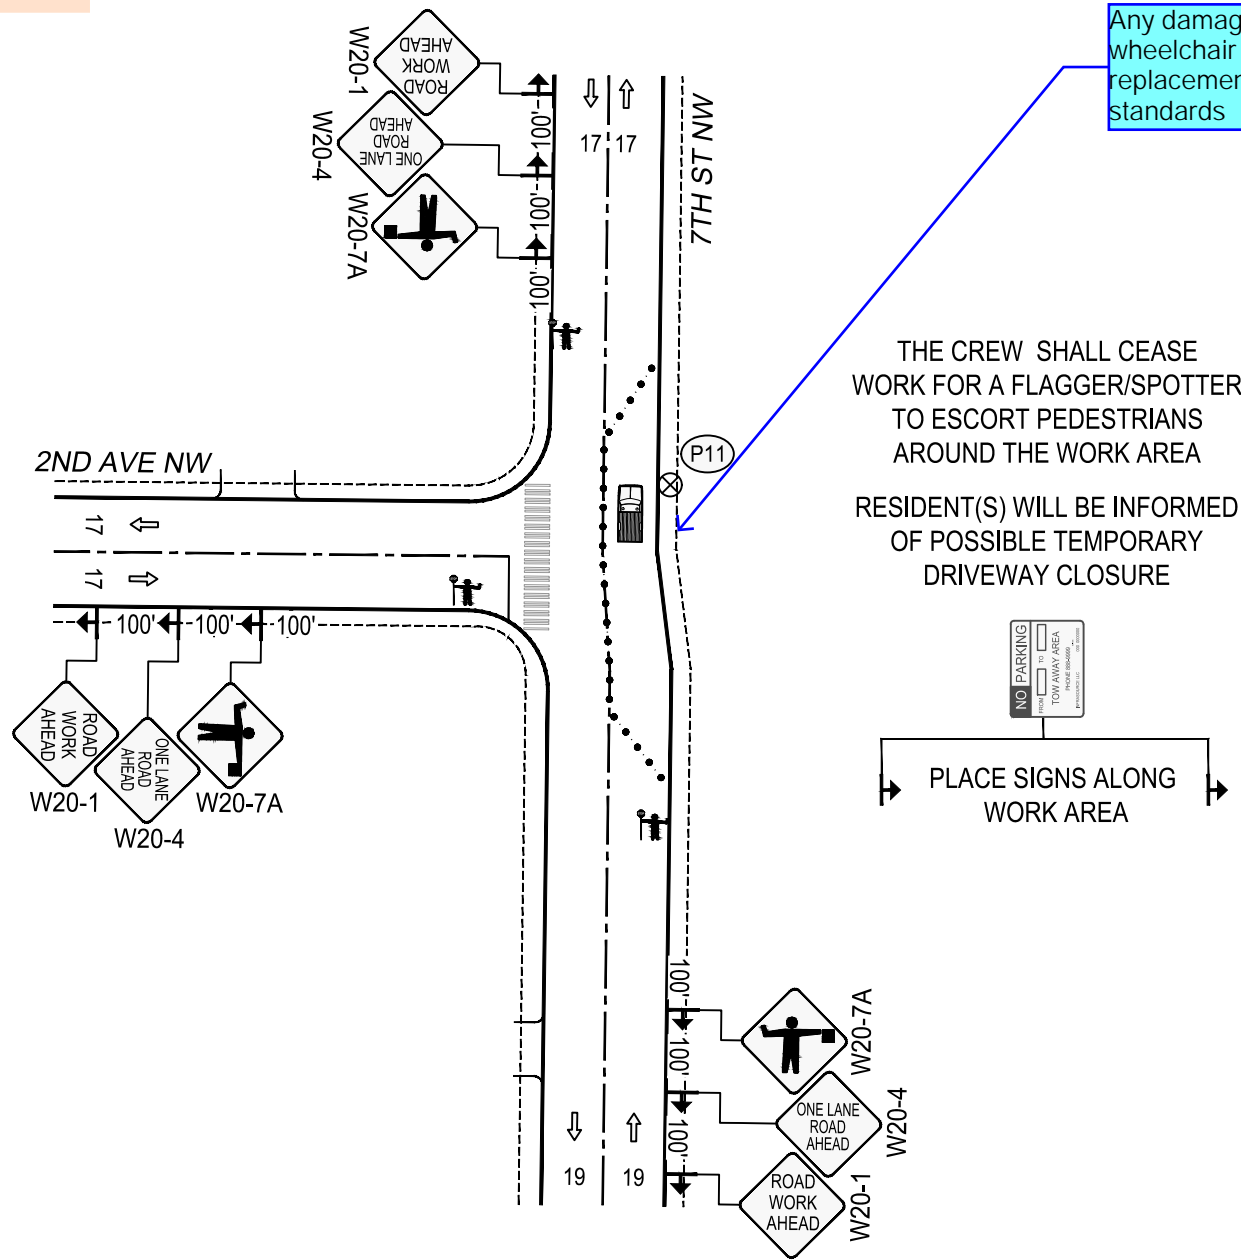 Any damag
wheelchair
replacemen
standards
ROAD
WORK
AHEAD
W20-1
ONE LANE
ROAD
AHEAD
W20-4
W20-7A
100'
100'
100'
17
17
7TH ST NW
P11
THE CREW SHALL CEASE
WORK FOR A FLAGGER/SPOTTER
TO ESCORT PEDESTRIANS
AROUND THE WORK AREA
RESIDENT(S) WILL BE INFORMED
OF POSSIBLE TEMPORARY
DRIVEWAY CLOSURE
2ND AVE NW
17
17
100'
100'
100'
ROAD
WORK
AHEAD
W20-1
ONE LANE
ROAD
AHEAD
W20-4
W20-7A
NO PARKING
FROM TO
TOW AWAY AREA
PLACE SIGNS ALONG
WORK AREA
100'
100'
100'
W20-7A
ONE LANE
ROAD
AHEAD
W20-4
ROAD
WORK
AHEAD
W20-1
19
19